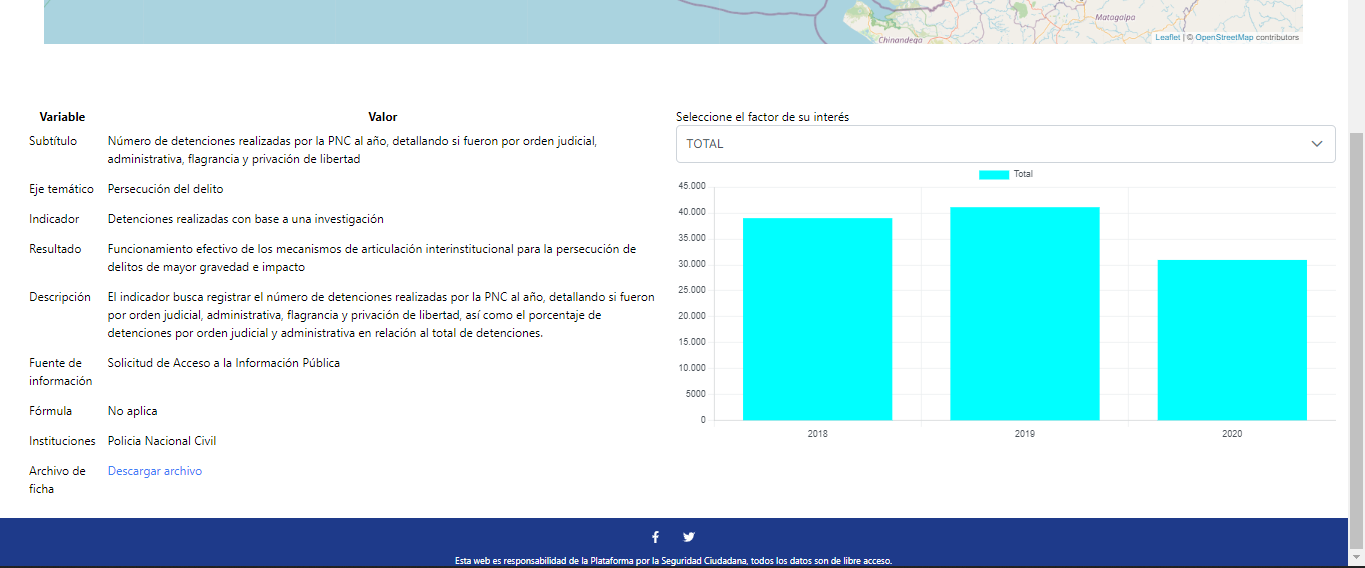 Matagalpa
Chinandega
Leaflet | © OpenStreetMap contributors
Variable Valor
Subtítulo Número de detenciones realizadas por la PNC al año, detallando si fueron por orden judicial,
administrativa, flagrancia y privación de libertad
Eje temático Persecución del delito
Indicador Detenciones realizadas con base a una investigación
Resultado Funcionamiento efectivo de los mecanismos de articulación interinstitucional para la persecución de
delitos de mayor gravedad e impacto
Descripción El indicador busca registrar el número de detenciones realizadas por la PNC al año, detallando si fueron
por orden judicial, administrativa, flagrancia y privación de libertad, así como el porcentaje de
detenciones por orden judicial y administrativa en relación al total de detenciones.
Fuente de Solicitud de Acceso a la Información Pública
información
Fórmula No aplica
Instituciones Policia Nacional Civil
Archivo de Descargar archivo
ficha
Seleccione el factor de su interés
TOTAL
Total
45.000
40.000
35.000
30.000
25.000
20.000
15.000
10.000
5000
0
2018 2019 2020
Esta web es responsabilidad de la Plataforma por la Seguridad Ciudadana, todos los datos son de libre acceso.